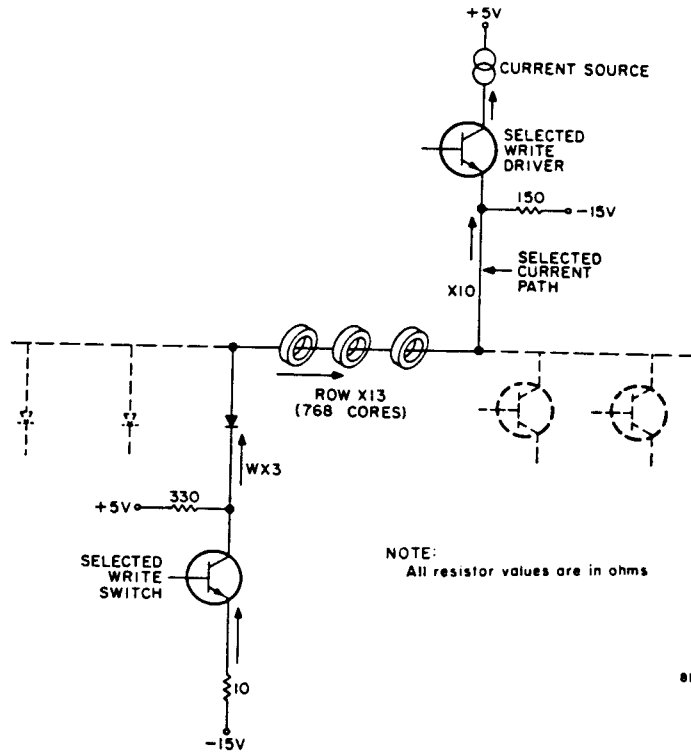 +5V
CURRENT SOURCE
SELECTED
WRITE
DRIVER
150
-15V
SELECTED
CURRENT
PATH
X10
ROW X13
(768 CORES)
WX3
330
+5V
SELECTED
WRITE
SWITCH
NOTE:
All resistor values are in ohms
10
-15V